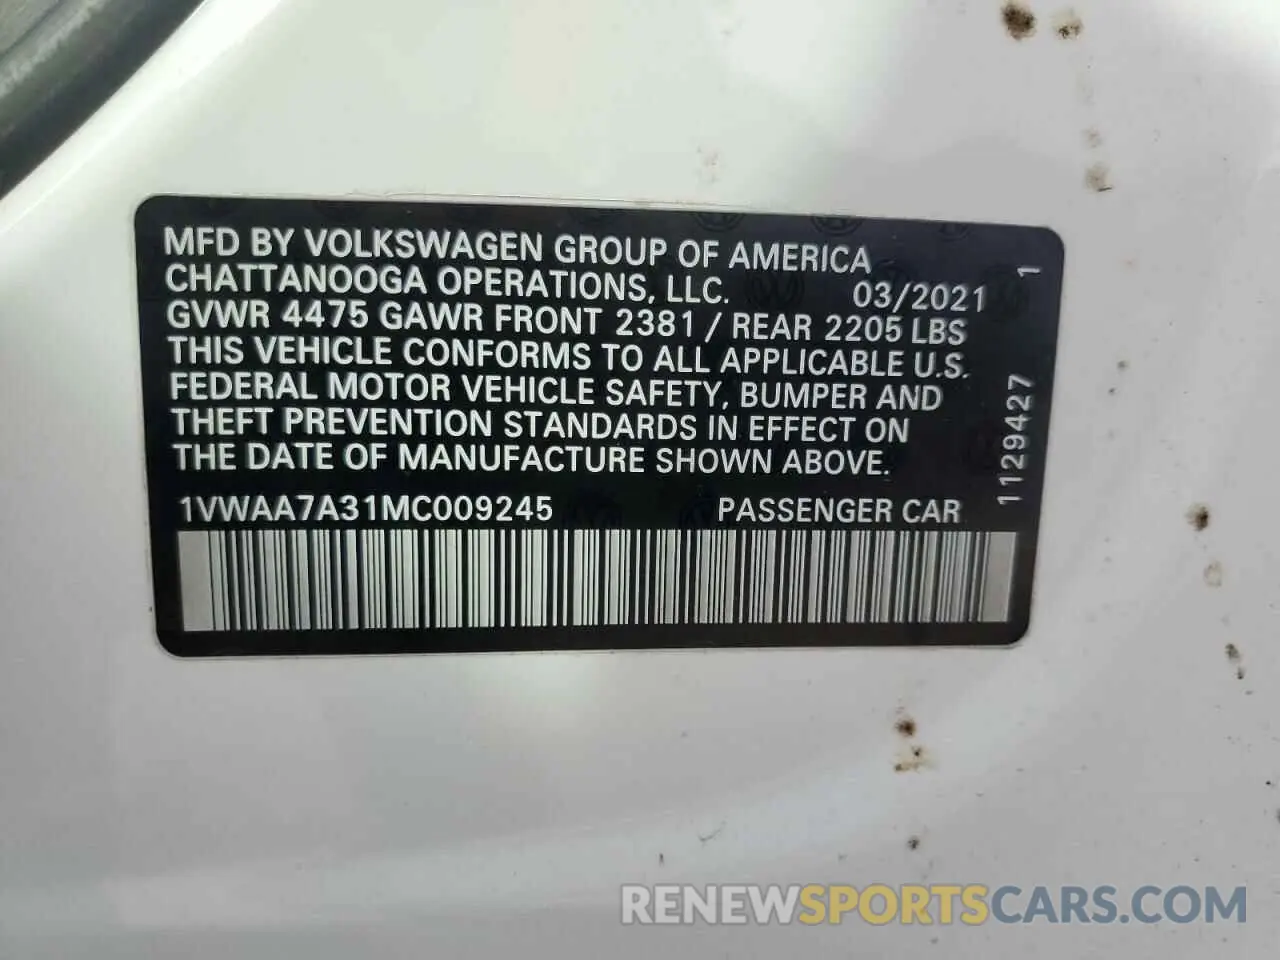 MFD BY VOLKSWAGEN GROUP OF AMERICA
CHATTANOOGA OPERATIONS, LLC. 03/2021 1
GVWR 4475 GAWR FRONT 2381 / REAR 2205 LBS
THIS VEHICLE CONFORMS TO ALL APPLICABLE U.S.
FEDERAL MOTOR VEHICLE SAFETY, BUMPER AND
THEFT PREVENTION STANDARDS IN EFFECT ON
THE DATE OF MANUFACTURE SHOWN ABOVE.
1VWAA7A31MC009245 PASSENGER CAR
11294427
RENEWSPORTSCARS.COM